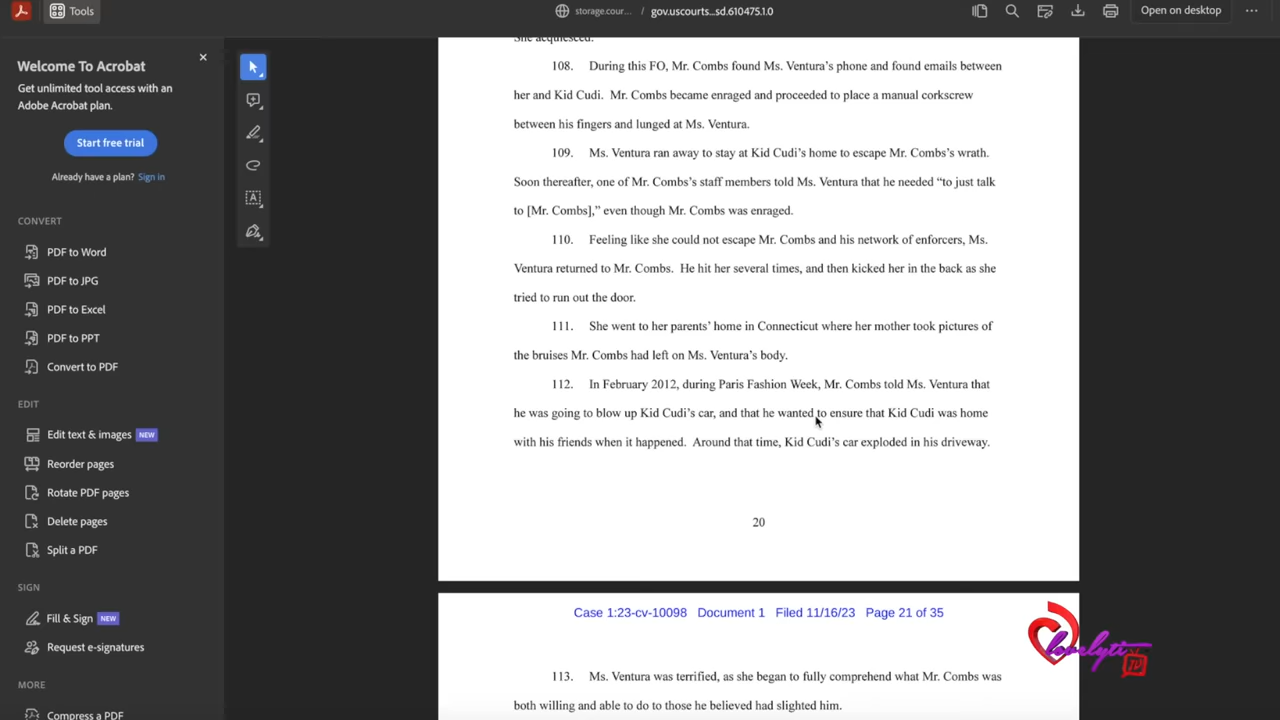 Tools
storage.cour... / gov.uscourts...sd.610475.1.0
Open on desktop
Welcome To Acrobat
Get unlimited tool access with an
Adobe Acrobat plan.
Start free trial
Already have a plan? Sign in
CONVERT
PDF to Word
PDF to JPG
PDF to Excel
PDF to PPT
Convert to PDF
EDIT
Edit text & images NEW
Reorder pages
Rotate PDF pages
Delete pages
Split a PDF
SIGN
Fill & Sign NEW
Request e-signatures
MORE
Compress a PDF
She acquiesced.
108. During this FO, Mr. Combs found Ms. Ventura's phone and found emails between
her and Kid Cudi. Mr. Combs became enraged and proceeded to place a manual corkscrew
between his fingers and lunged at Ms. Ventura.
109. Ms. Ventura ran away to stay at Kid Cudi's home to escape Mr. Combs's wrath.
Soon thereafter, one of Mr. Combs's staff members told Ms. Ventura that he needed “to just talk
to [Mr. Combs],” even though Mr. Combs was enraged.
110. Feeling like she could not escape Mr. Combs and his network of enforcers, Ms.
Ventura returned to Mr. Combs. He hit her several times, and then kicked her in the back as she
tried to run out the door.
111. She went to her parents' home in Connecticut where her mother took pictures of
the bruises Mr. Combs had left on Ms. Ventura's body.
112. In February 2012, during Paris Fashion Week, Mr. Combs told Ms. Ventura that
he was going to blow up Kid Cudi's car, and that he wanted to ensure that Kid Cudi was home
with his friends when it happened. Around that time, Kid Cudi's car exploded in his driveway.
20
Case 1:23-cv-10098 Document 1 Filed 11/16/23 Page 21 of 35
113. Ms. Ventura was terrified, as she began to fully comprehend what Mr. Combs was
both willing and able to do to those he believed had slighted him.
lovelyti
TV